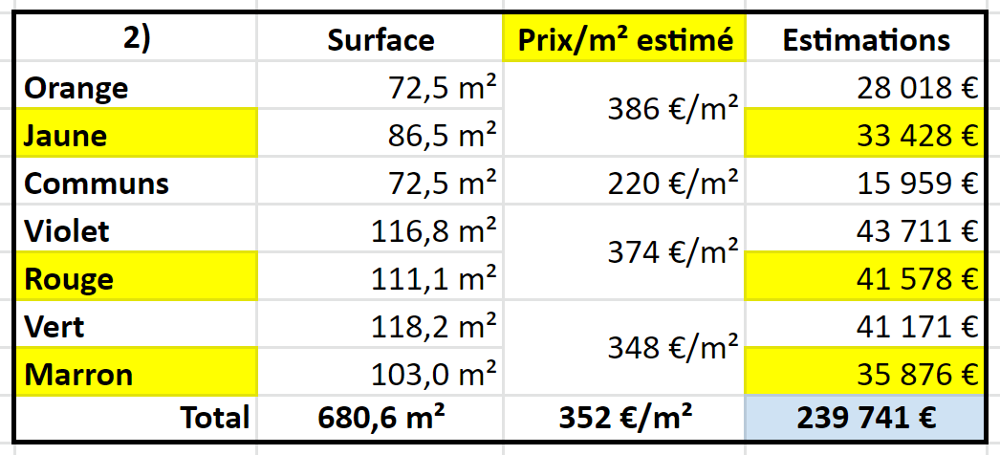 2) Surface Prix/m² estimé Estimations
Orange 72,5 m² 386 €/m² 28 018 €
Jaune 86,5 m² 33 428 €
Communs 72,5 m² 220 €/m² 15 959 €
Violet 116,8 m² 374 €/m² 43 711 €
Rouge 111,1 m² 41 578 €
Vert 118,2 m² 348 €/m² 41 171 €
Marron 103,0 m² 35 876 €
Total 680,6 m² 352 €/m² 239 741 €